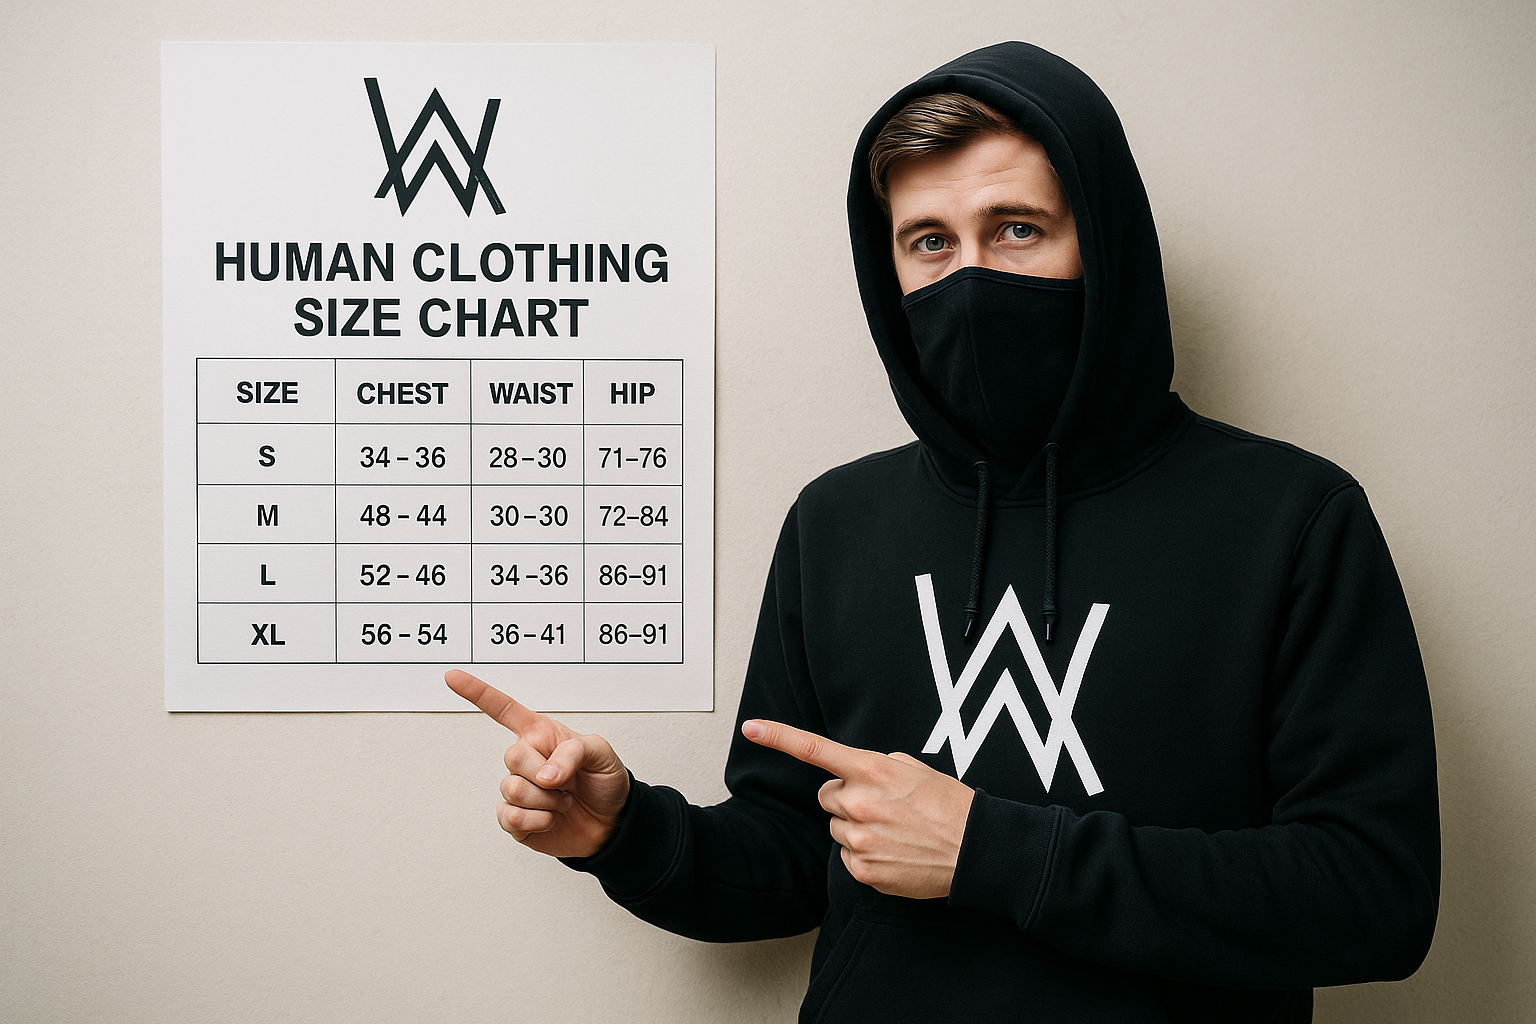 HUMAN CLOTHING
SIZE CHART
SIZE CHEST WAIST HIP
S 34–36 28–30 71–76
M 48–44 30–30 72–84
L 52–46 34–36 86–91
XL 56–54 36–41 86–91